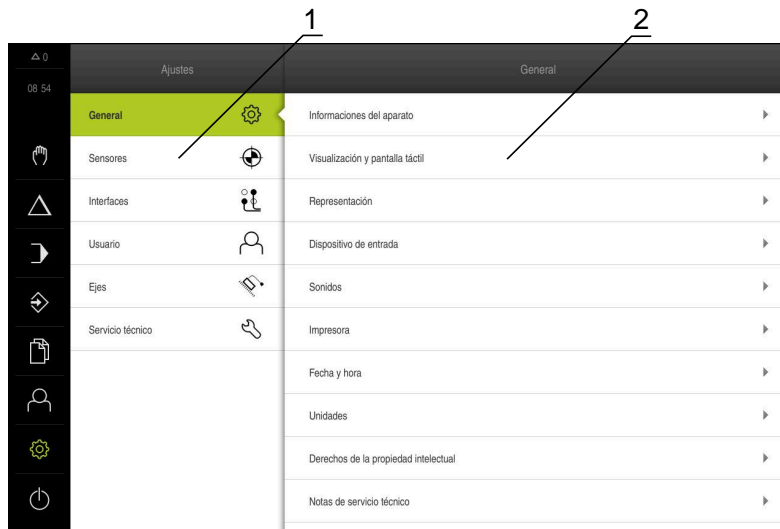 1
2
0
08 54
Ajustes
General
General
Sensores
Interfaces
Usuario
Ejes
Servicio técnico
Informaciones del aparato
Visualización y pantalla táctil
Representación
Dispositivo de entrada
Sonidos
Impresora
Fecha y hora
Unidades
Derechos de la propiedad intelectual
Notas de servicio técnico